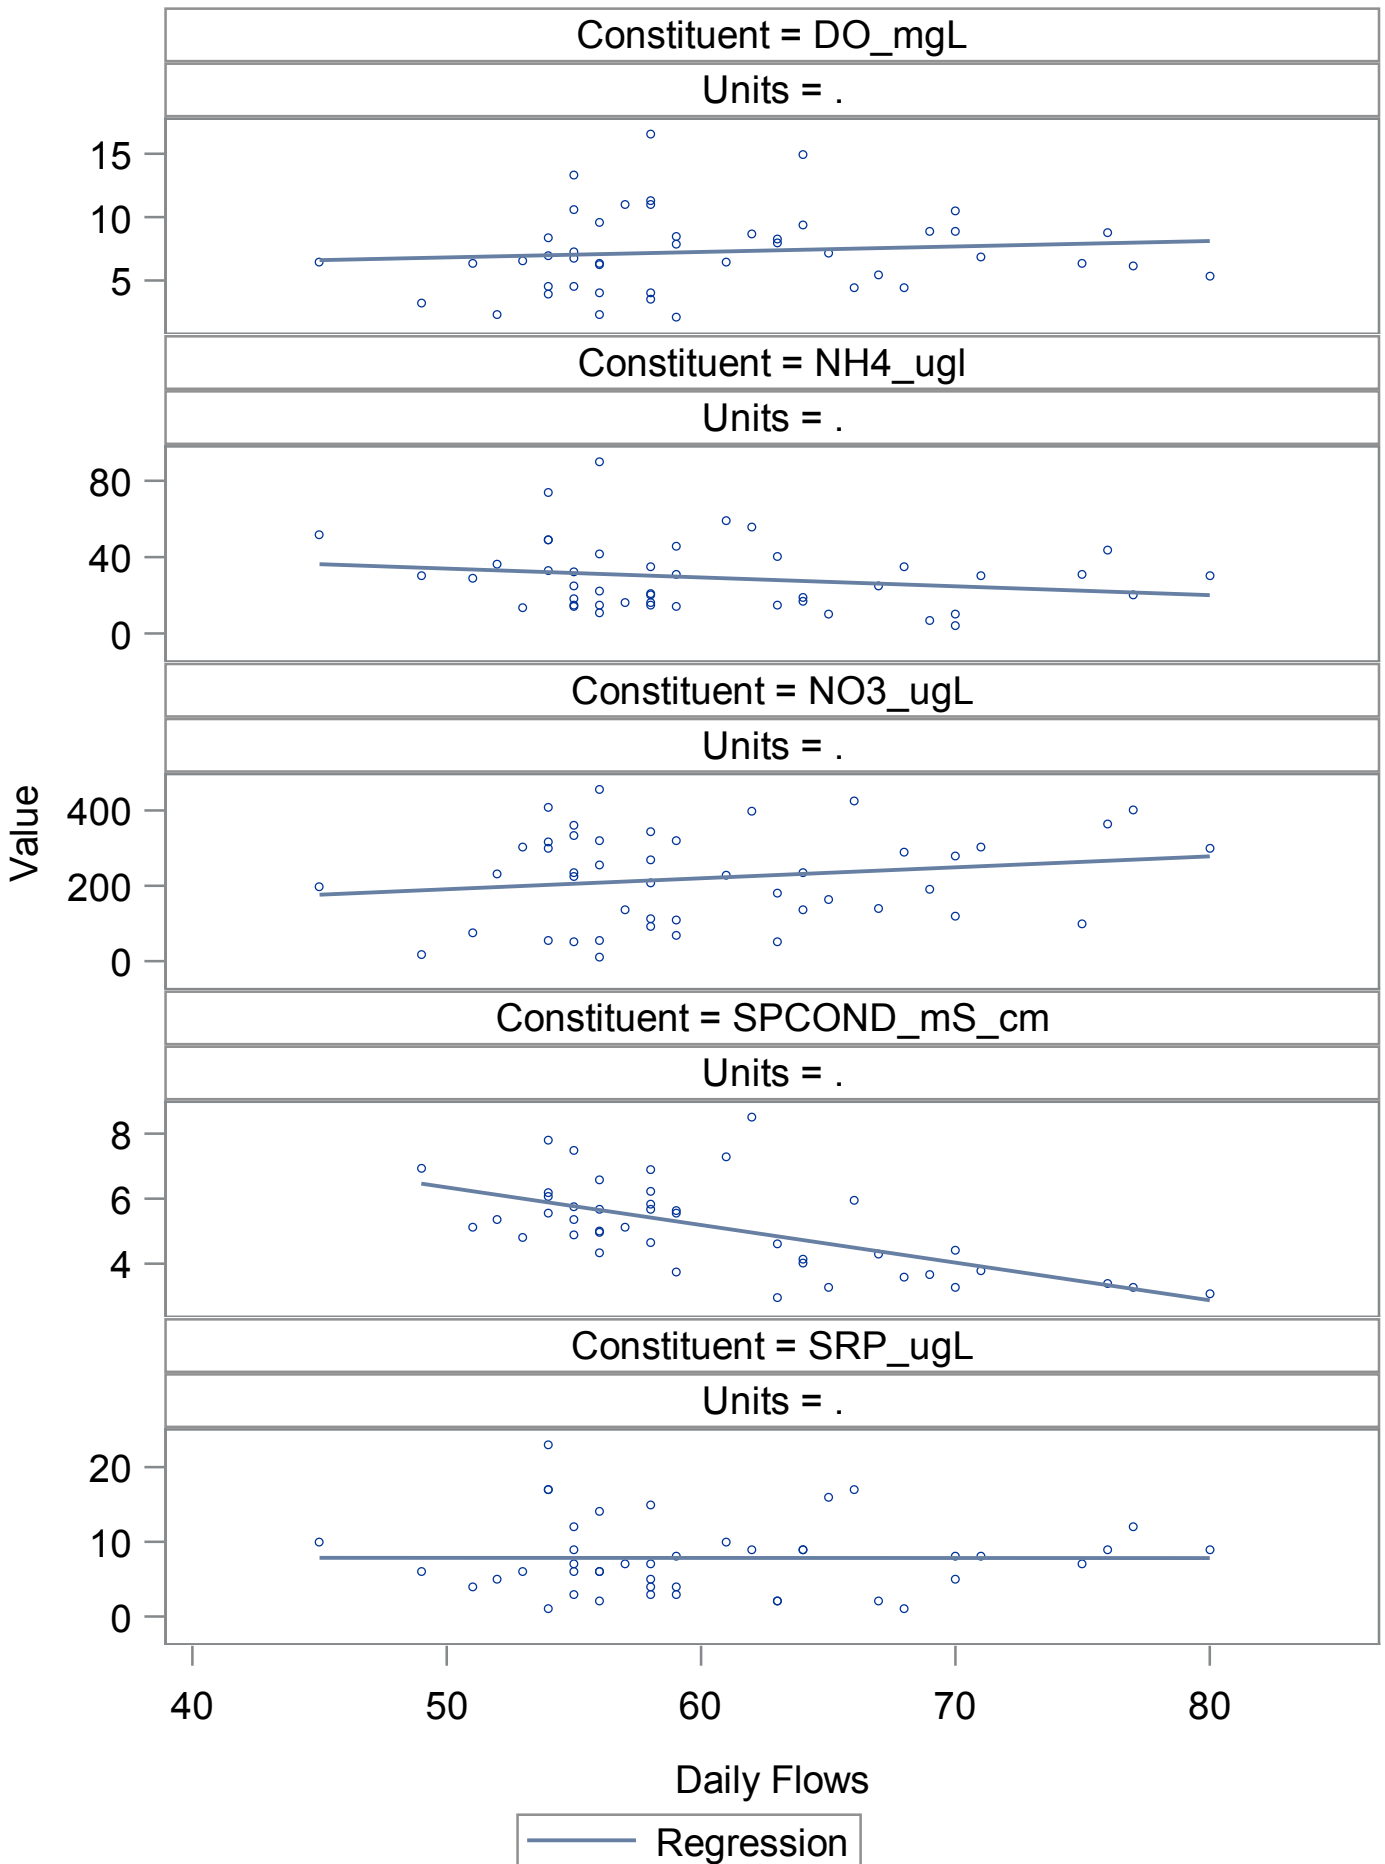 Constituent = DO_mgL
Units = .
15
10
5
Constituent = NH4_ugl
Units = .
80
40
0
Constituent = NO3_ugL
Units = .
Value
400
200
0
Constituent = SPCOND_mS_cm
Units = .
8
6
4
Constituent = SRP_ugL
Units = .
20
10
0
40 50 60 70 80
Daily Flows
Regression